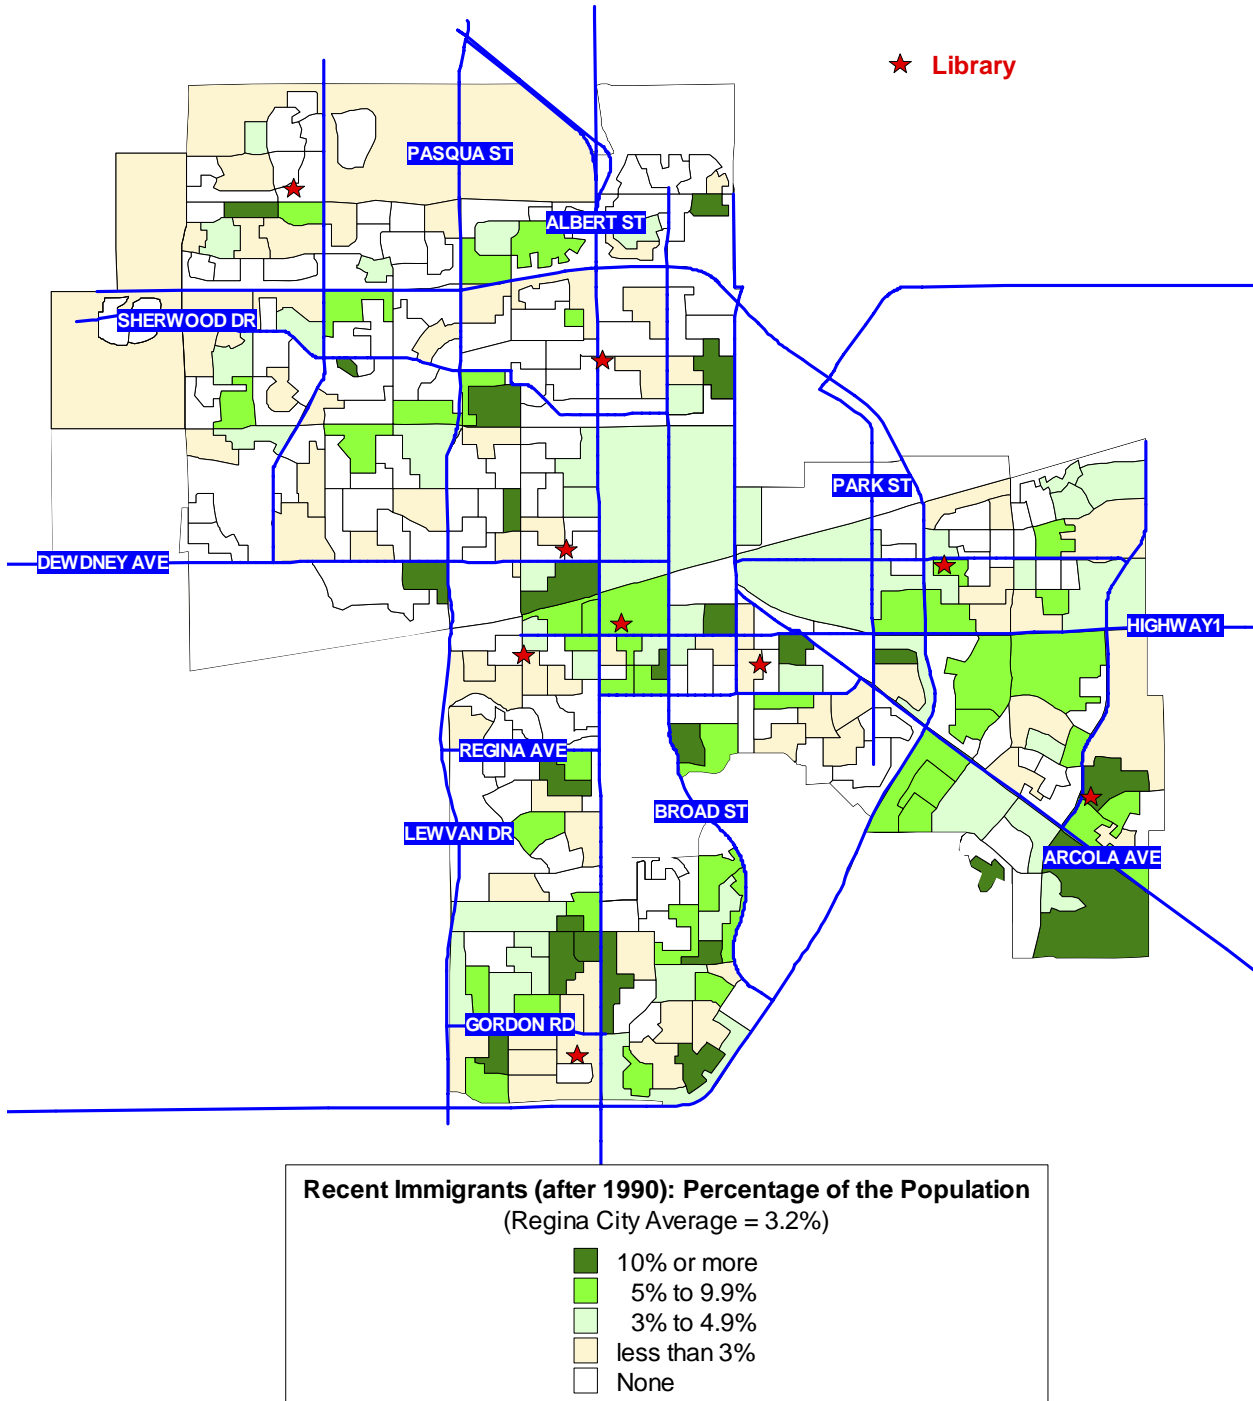 Library
PASQUA ST
ALBERT ST
SHERWOOD DR
PARK ST
DEWDNEY AVE
HIGHWAY1
REGINA AVE
BROAD ST
LEWVAN DR
ARCOLA AVE
GORDON RD
Recent Immigrants (after 1990): Percentage of the Population
(Regina City Average = 3.2%)
10% or more
5% to 9.9%
3% to 4.9%
less than 3%
None